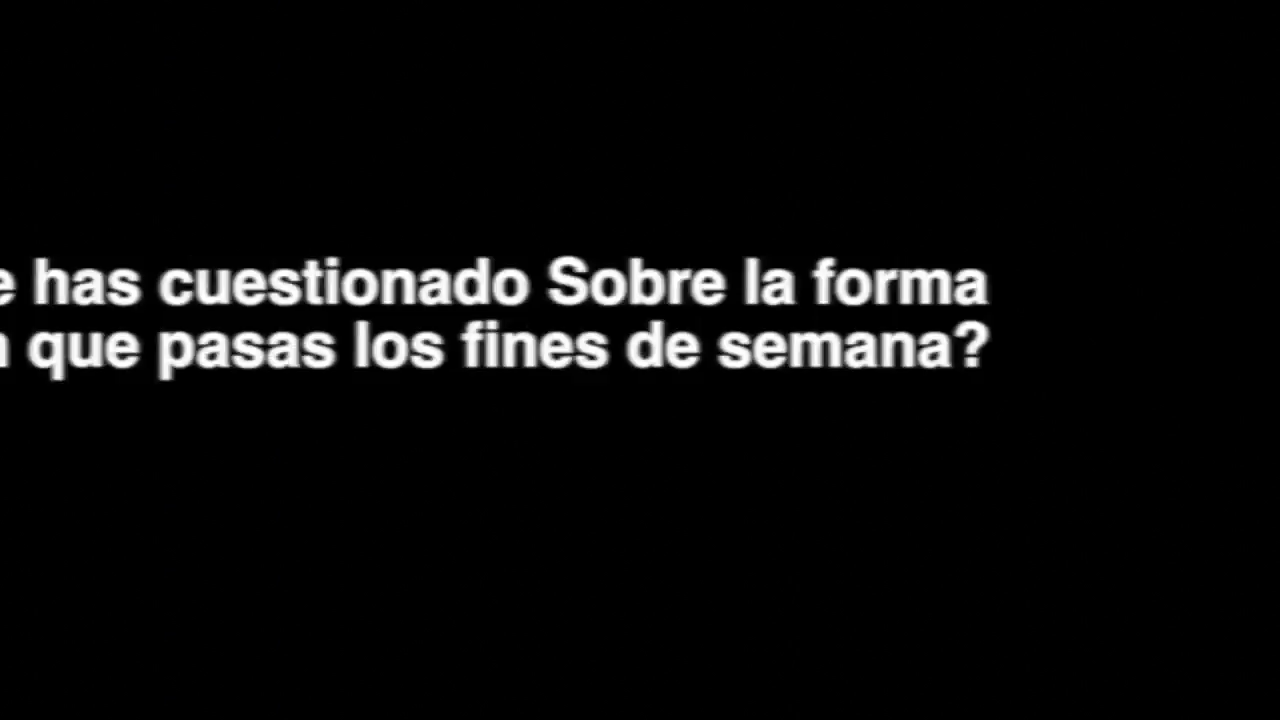 e has cuestionado Sobre la forma
que pasas los fines de semana?